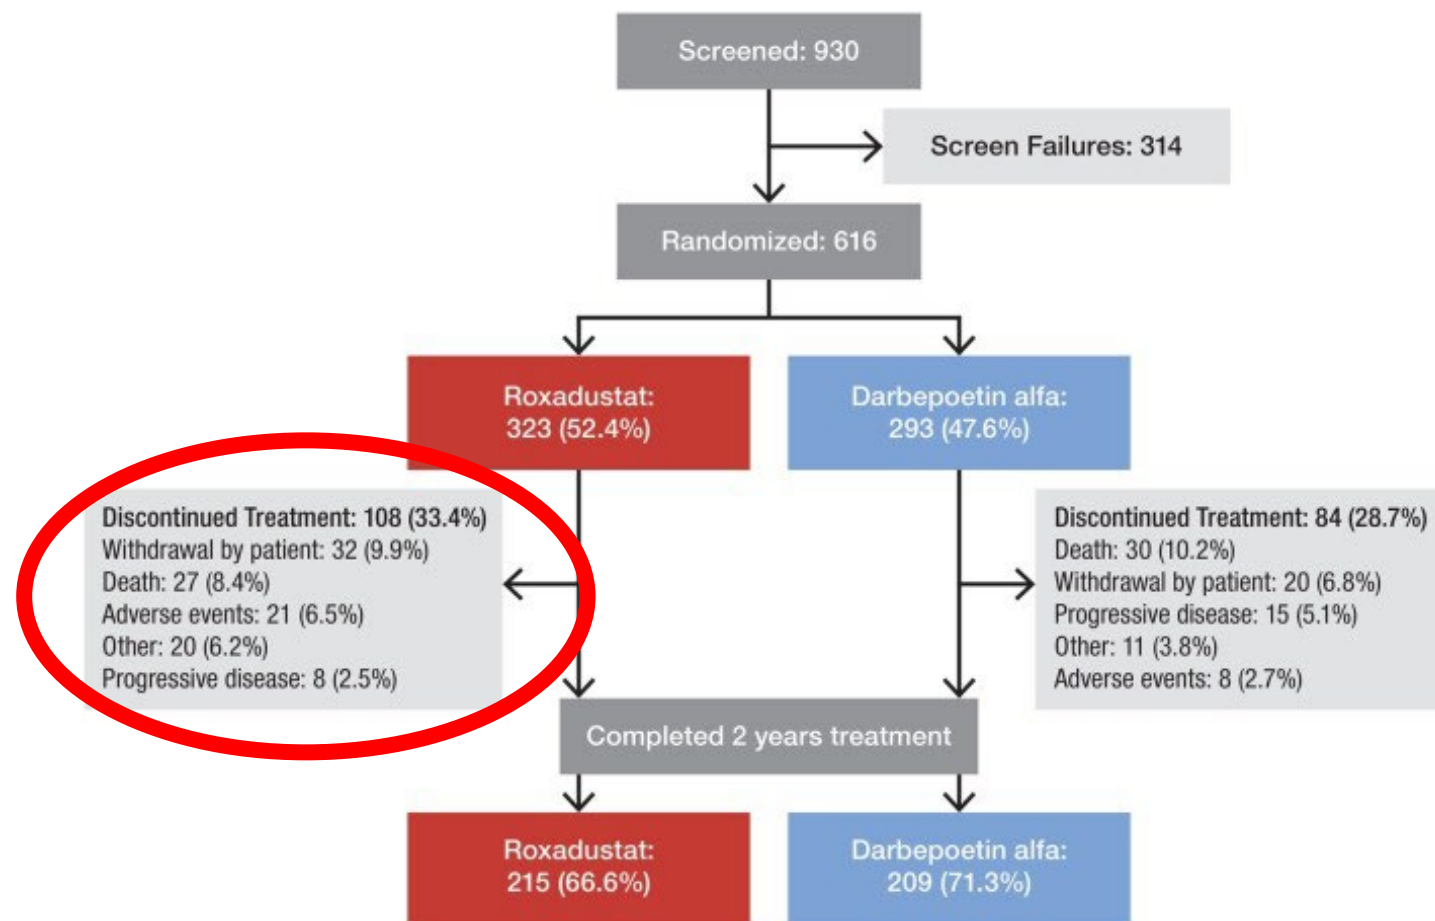 Screened: 930
Screen Failures: 314
Randomized: 616
Roxadustat:
323 (52.4%)
Darbepoetin alfa:
293 (47.6%)
Discontinued Treatment: 108 (33.4%)
Withdrawal by patient: 32 (9.9%)
Death: 27 (8.4%)
Adverse events: 21 (6.5%)
Other: 20 (6.2%)
Progressive disease: 8 (2.5%)
Discontinued Treatment: 84 (28.7%)
Death: 30 (10.2%)
Withdrawal by patient: 20 (6.8%)
Progressive disease: 15 (5.1%)
Other: 11 (3.8%)
Adverse events: 8 (2.7%)
Completed 2 years treatment
Roxadustat:
215 (66.6%)
Darbepoetin alfa:
209 (71.3%)